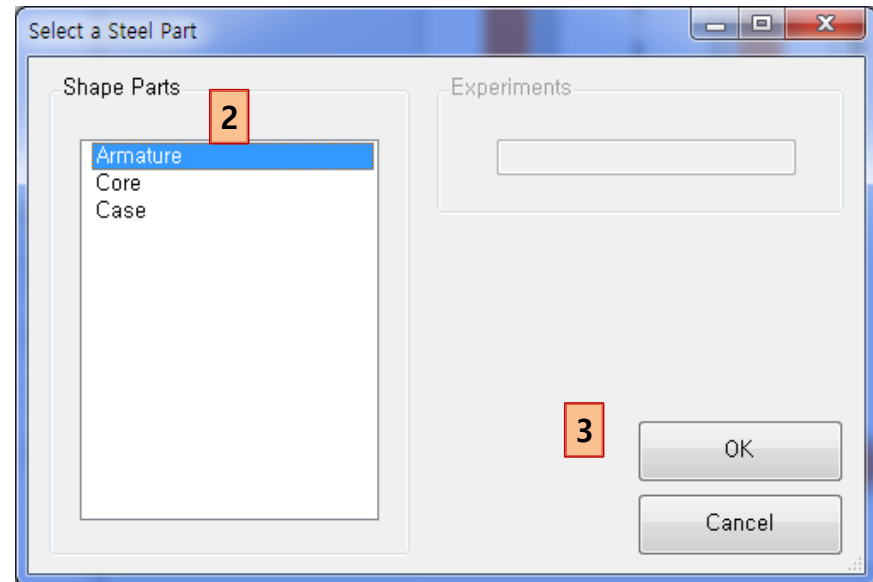 Select a Steel Part
Shape Parts
2
Armature
Core
Case
Experiments
3
OK
Cancel